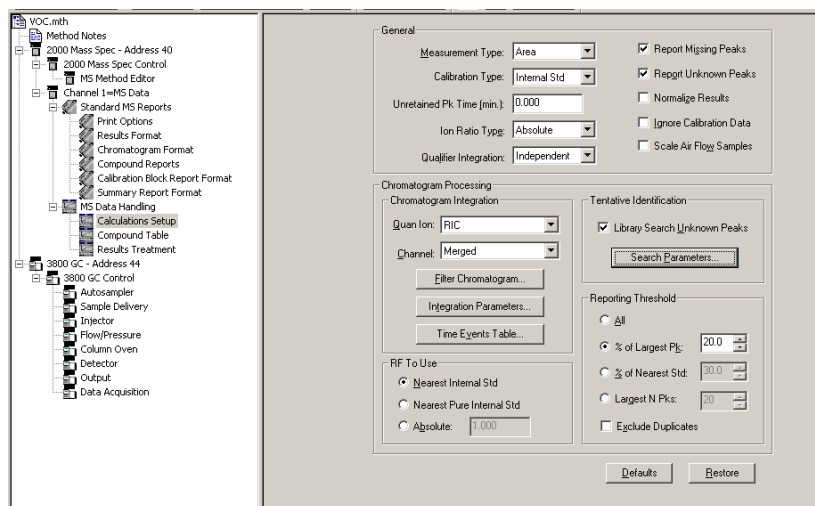 VOC.mth
Method Notes
2000 Mass Spec - Address 40
2000 Mass Spec Control
MS Method Editor
Channel 1=MS Data
Standard MS Reports
Print Options
Results Format
Chromatogram Format
Compound Reports
Calibration Block Report Format
Summary Report Format
MS Data Handling
Calculations Setup
Compound Table
Results Treatment
3800 GC - Address 44
3800 GC Control
Autosampler
Sample Delivery
Injector
Flow/Pressure
Column Oven
Detector
Output
Data Acquisition
General
Measurement Type: Area
Calibration Type: Internal Std
Unretained Pk Time (min.): 0.000
Ion Ratio Type: Absolute
Qualifier Integration: Independent
Report Missing Peaks
Report Unknown Peaks
Normalize Results
Ignore Calibration Data
Scale Air Flow Samples
Chromatogram Processing
Chromatogram Integration
Quan Ion: RIC
Channel: Merged
Filter Chromatogram...
Integration Parameters...
Time Events Table...
RF To Use
Nearest Internal Std
Nearest Pure Internal Std
Absolute: 1.000
Tentative Identification
Library Search Unknown Peaks
Search Parameters...
Reporting Threshold
All
% of Largest Pk: 20.0
% of Nearest Std: 30.0
Largest N Pks: 20
Exclude Duplicates
Defaults Restore